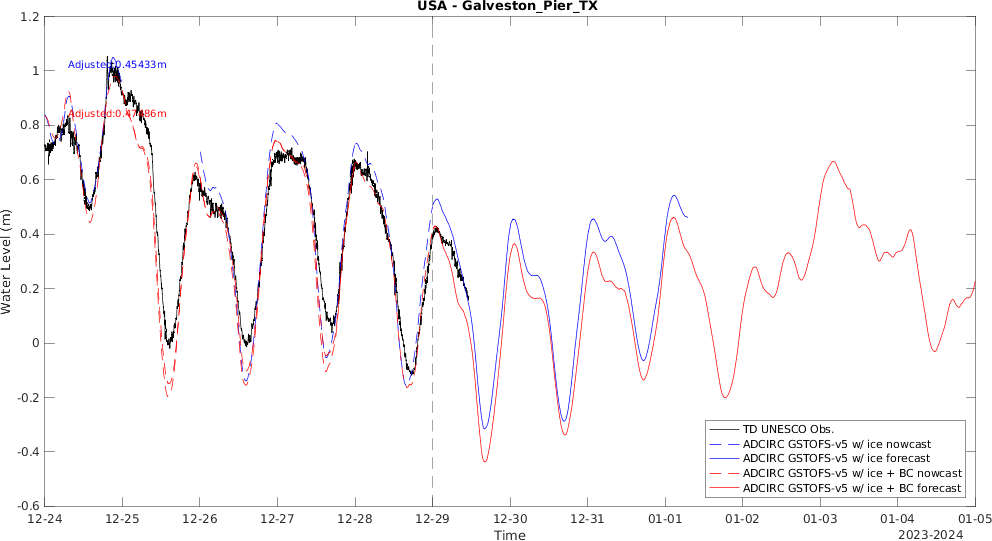 USA - Galveston_Pier_TX
1.2
1
0.8
0.6
0.4
0.2
0
-0.2
-0.4
-0.6
Water Level (m)
Adjusted:0.45433m
TD UNESCO Obs.
ADCIRC GSTOFS-v5 w/ ice nowcast
ADCIRC GSTOFS-v5 w/ ice forecast
ADCIRC GSTOFS-v5 w/ ice + BC nowcast
ADCIRC GSTOFS-v5 w/ ice + BC forecast
12-24 12-25 12-26 12-27 12-28 12-29 12-30 12-31 01-01 01-02 01-03 01-04 01-05
Time
2023-2024